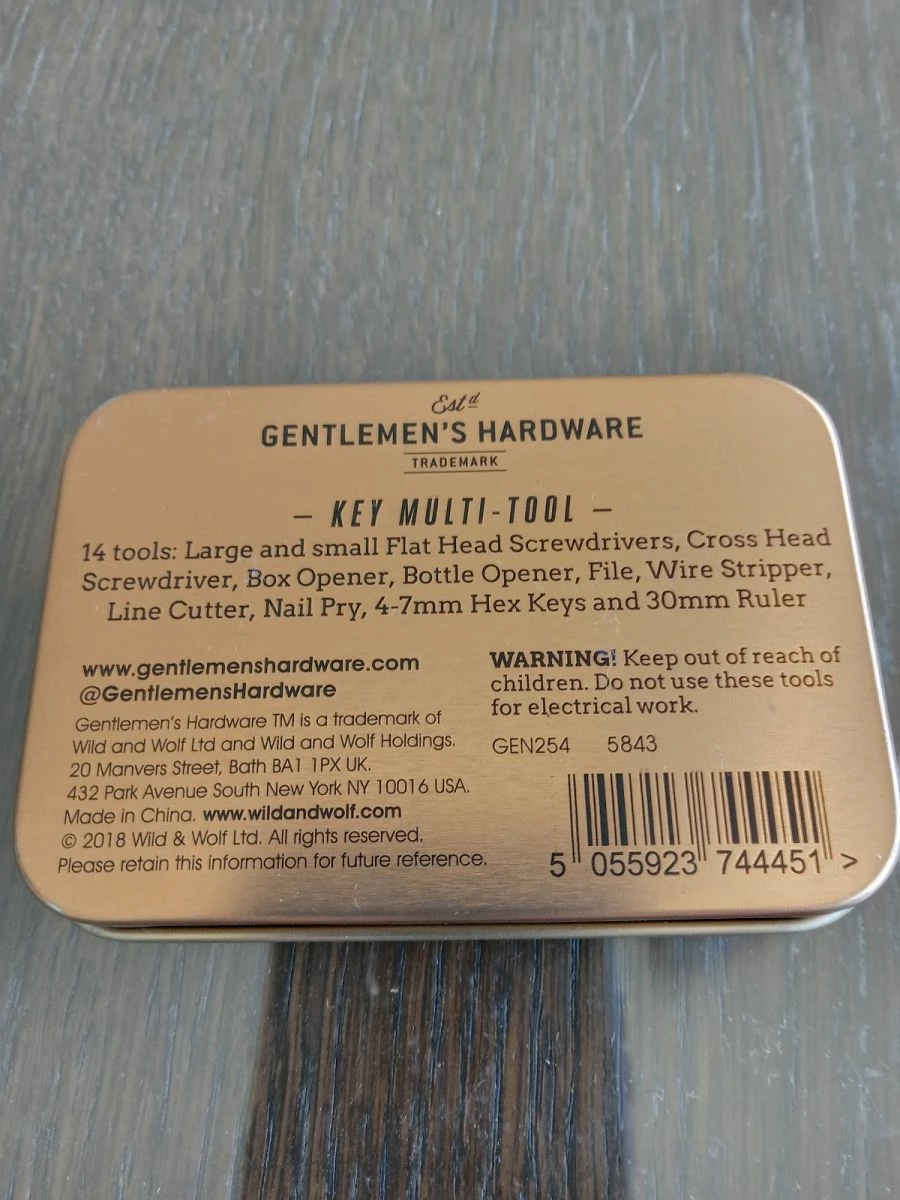 Estd
GENTLEMEN'S HARDWARE
TRADEMARK
– KEY MULTI-TOOL –
14 tools: Large and small Flat Head Screwdrivers, Cross Head
Screwdriver, Box Opener, Bottle Opener, File, Wire Stripper,
Line Cutter, Nail Pry, 4-7mm Hex Keys and 30mm Ruler
www.gentlemenshardware.com
@GentlemensHardware
Gentlemen's Hardware TM is a trademark of
Wild and Wolf Ltd and Wild and Wolf Holdings.
20 Manvers Street, Bath BA1 1PX UK.
432 Park Avenue South New York NY 10016 USA.
Made in China. www.wildandwolf.com
© 2018 Wild & Wolf Ltd. All rights reserved.
Please retain this information for future reference.
WARNING! Keep out of reach of
children. Do not use these tools
for electrical work.
GEN254 5843
5 055923 744451 >